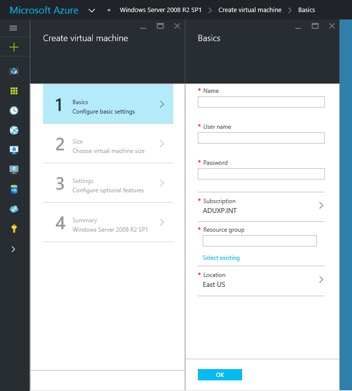 Microsoft Azure Windows Server 2008 R2 SP1 > Create virtual machine > Basics
Create virtual machine
1 Basics
Configure basic settings
2 Size
Choose virtual machine size
3 Settings
Configure optional features
4 Summary
Windows Server 2008 R2 SP1
Basics
* Name
* User name
* Password
* Subscription
ADUXP.INT
* Resource group
Select existing
* Location
East US
OK